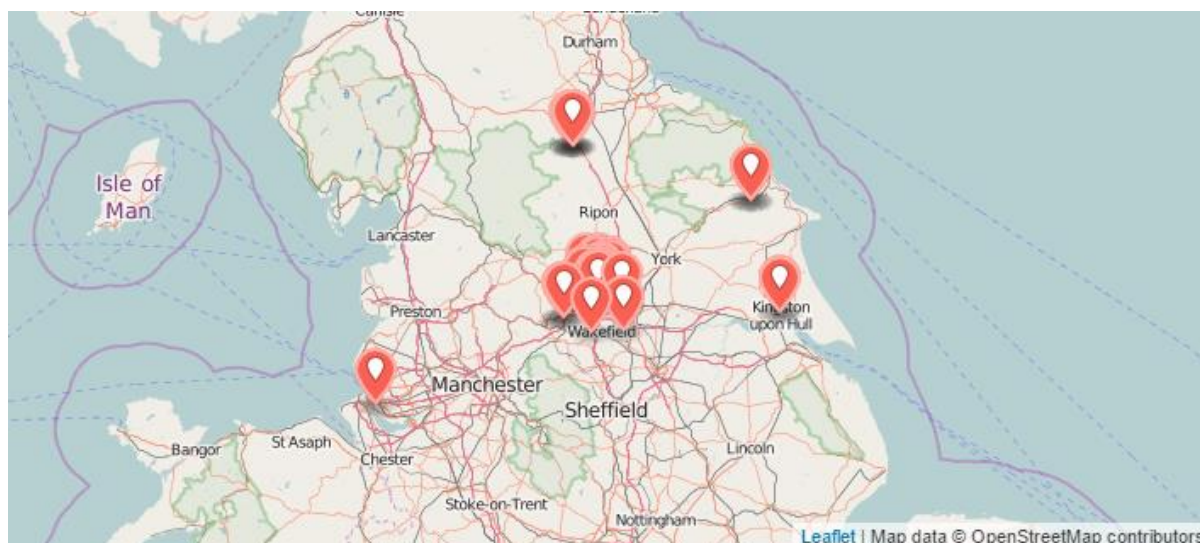 Carlisle
Durham
Isle of
Man
Ripon
Lancaster
York
Preston
Kingston
upon Hull
Wakefield
Manchester
Sheffield
Bangor
St Asaph
Chester
Lincoln
Stoke-on-Trent
Nottingham
Leaflet | Map data © OpenStreetMap contributors